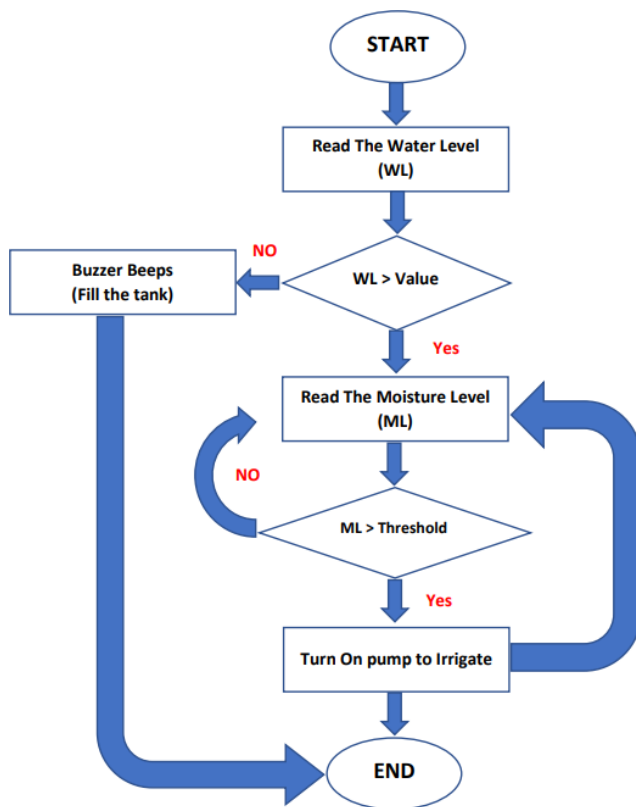 START
Read The Water Level
(WL)
NO
Buzzer Beeps
(Fill the tank)
WL > Value
Yes
Read The Moisture Level
(ML)
NO
ML > Threshold
Yes
Turn On pump to Irrigate
END